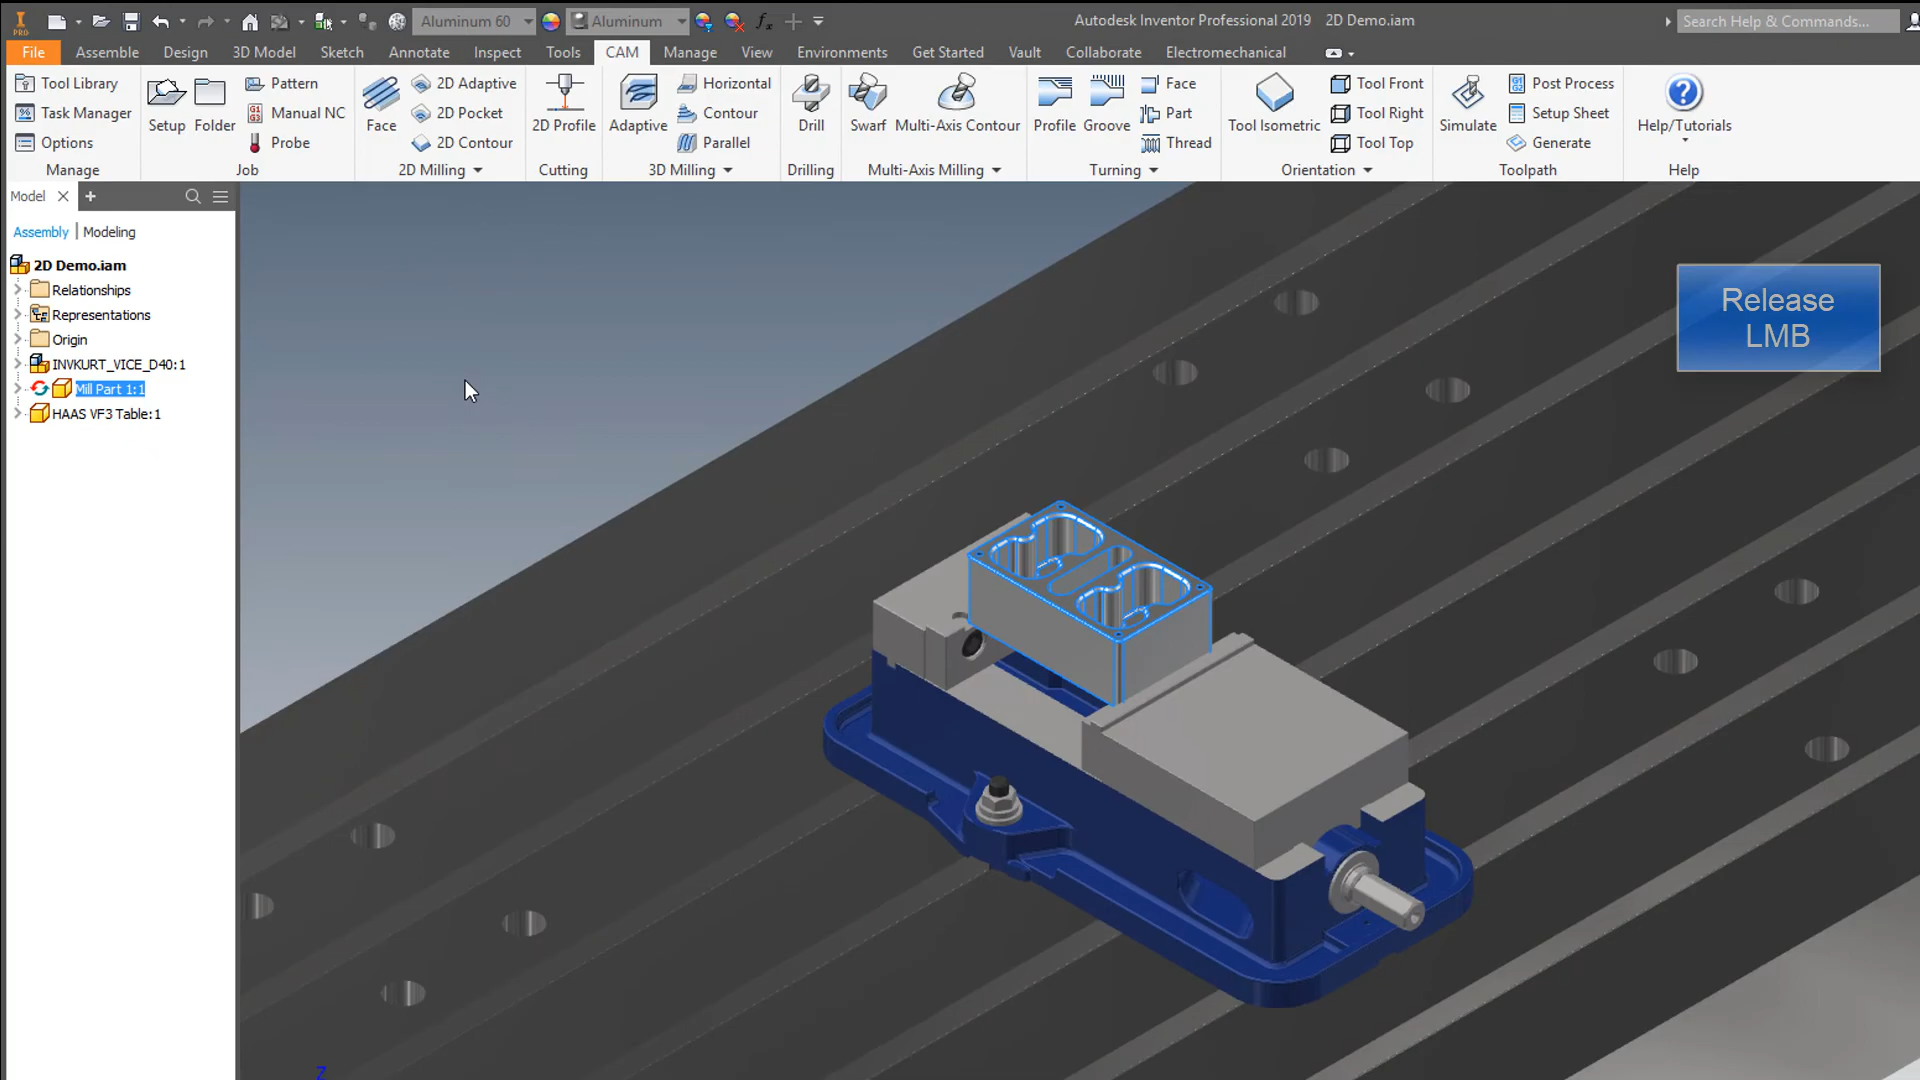 Aluminum 60
Aluminum
fx
Autodesk Inventor Professional 2019 2D Demo.iam
Search Help & Commands...
PRO
File
Assemble
Design
3D Model
Sketch
Annotate
Inspect
Tools
CAM
Manage
View
Environments
Get Started
Vault
Collaborate
Electromechanical
Tool Library
Task Manager
Options
Manage
Setup
Folder
Pattern
Manual NC
Probe
Job
Face
2D Adaptive
2D Pocket
2D Contour
2D Milling
2D Profile
Cutting
Adaptive
Horizontal
Contour
Parallel
3D Milling
Drill
Drilling
Swarf
Multi-Axis Contour
Multi-Axis Milling
Profile
Groove
Face
Part
Thread
Turning
Tool Isometric
Tool Front
Tool Right
Tool Top
Orientation
Simulate
G1
G2
Post Process
Setup Sheet
Generate
Toolpath
Help/Tutorials
Help
Model
Assembly | Modeling
2D Demo.iam
Relationships
Representations
Origin
INVKURT_VICE_D40:1
Mill Part 1:1
HAAS VF3 Table:1
Release
LMB
Z